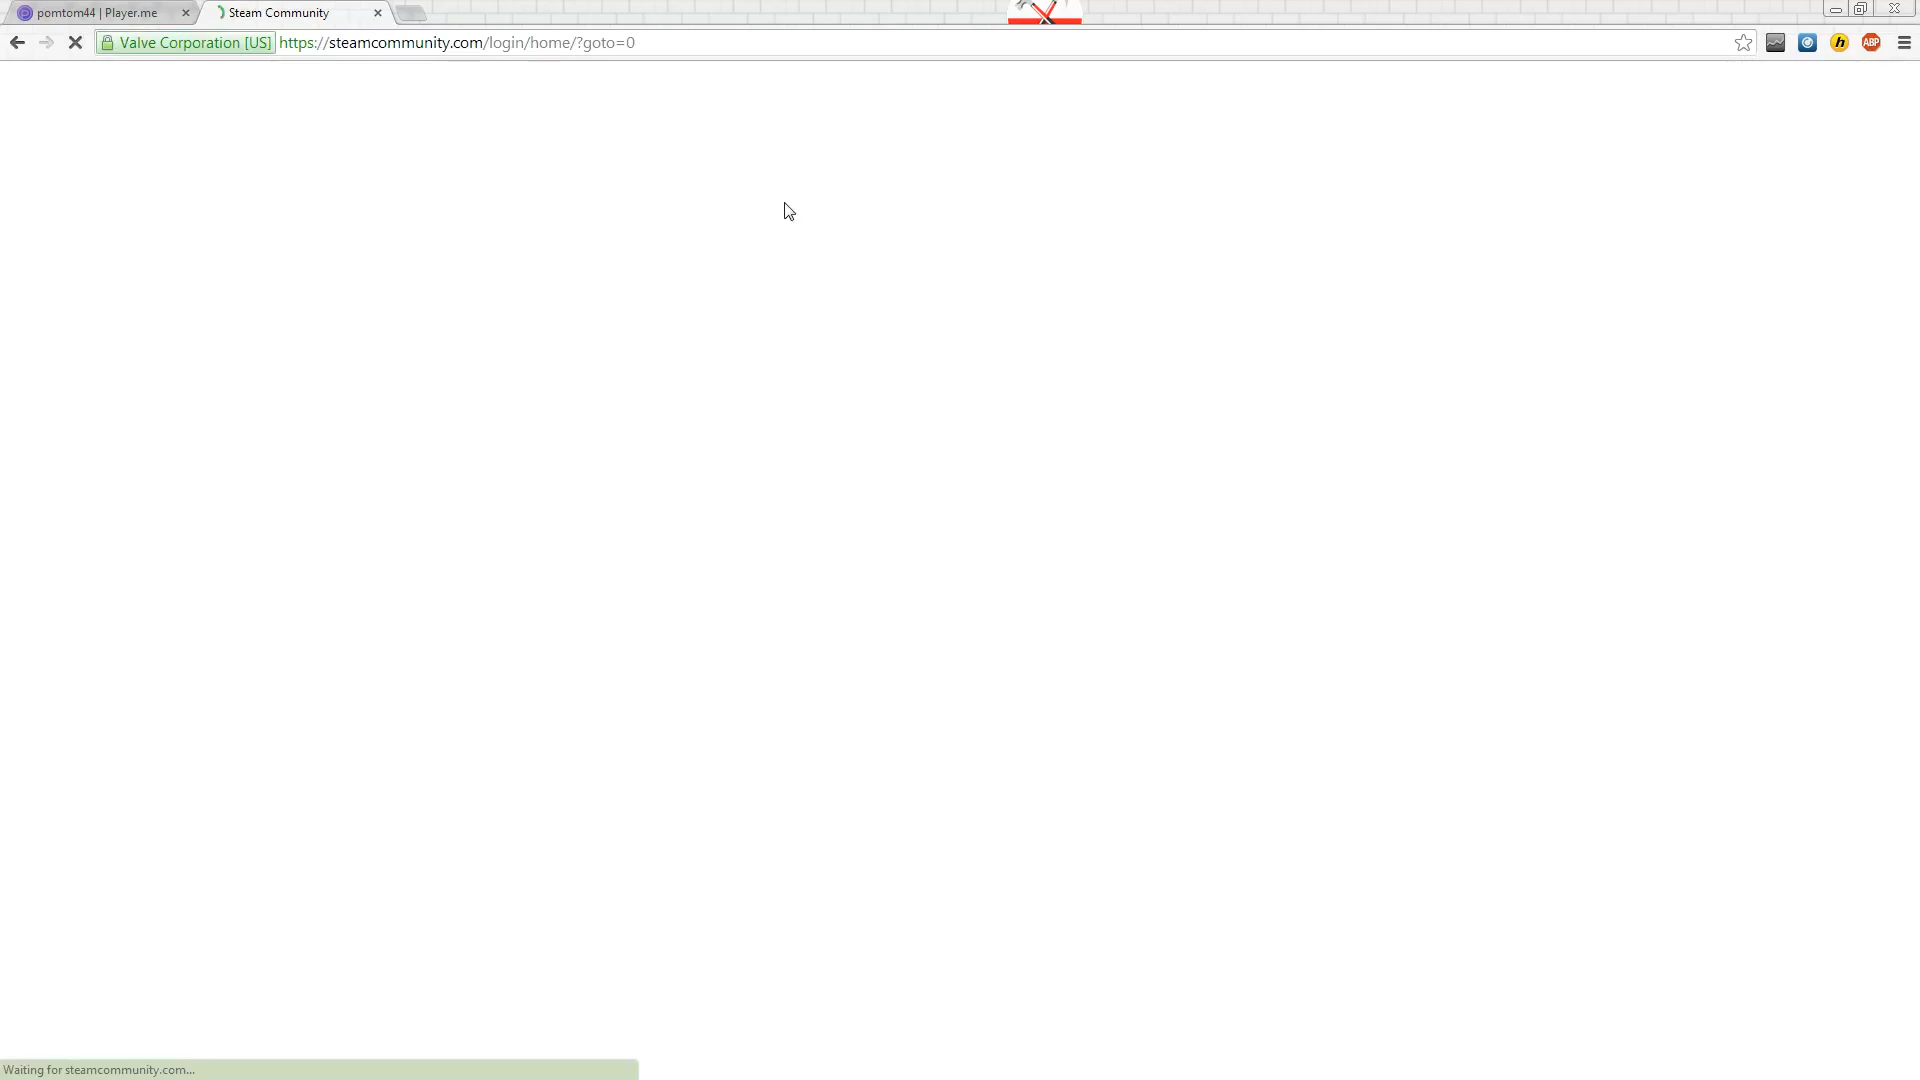 pomtom44 | Player.me
Steam Community
Valve Corporation [US] https://steamcommunity.com/login/home/?goto=0
h
ABP
Waiting for steamcommunity.com...